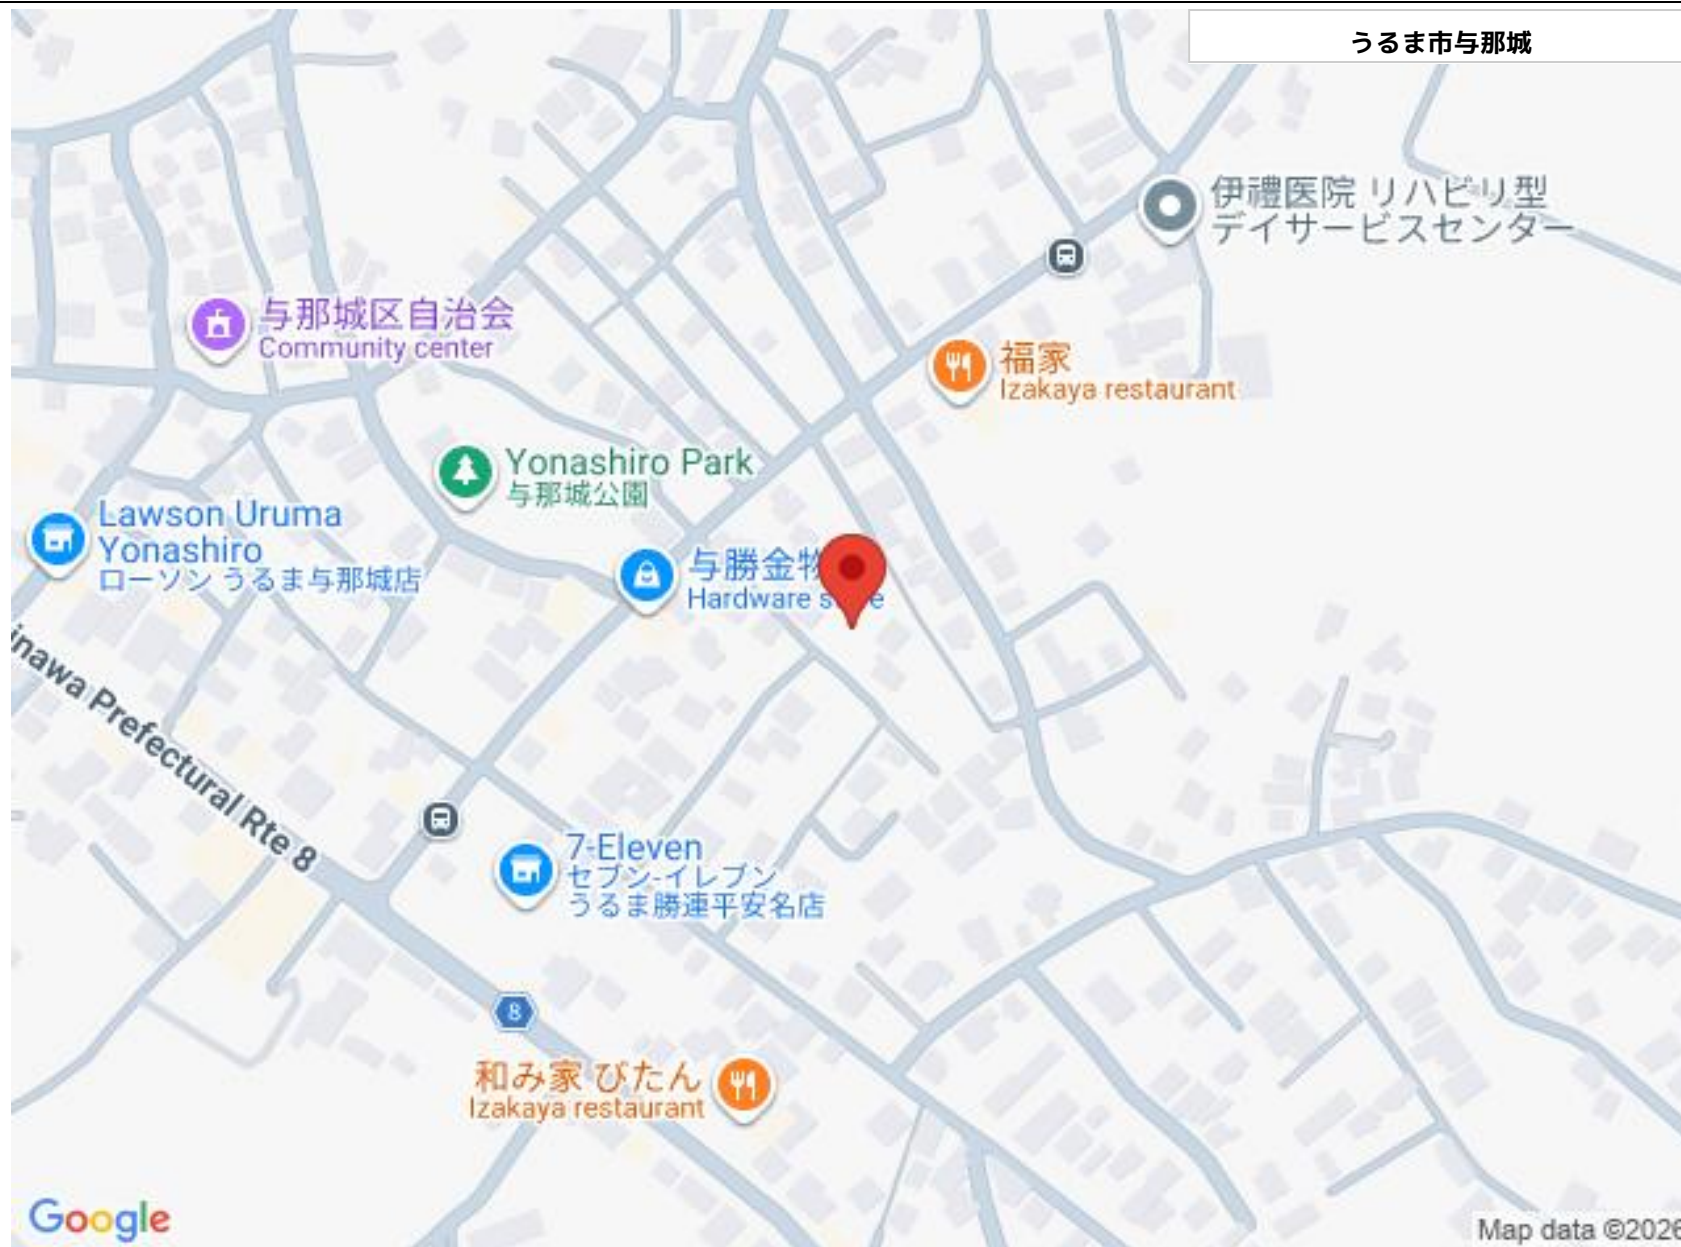 うるま市与那城
伊禮医院 リハビリ型
デイサービスセンター
与那城区自治会
Community center
福家
Izakaya restaurant
Yonashiro Park
与那城公園
Lawson Uruma
Yonashiro
ローソン うるま与那城店
与勝金物
Hardware s e
inawa Prefectural Rte 8
7-Eleven
セブン-イレブン
うるま勝連平安名店
8
和み家 びたん
Izakaya restaurant
Google
Map data ©2026